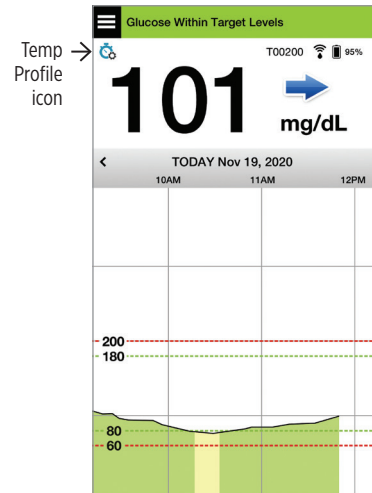 Glucose Within Target Levels
Temp
Profile
icon
T00200 95%
101
mg/dL
TODAY Nov 19, 2020
10AM 11AM 12PM
200
180
80
60